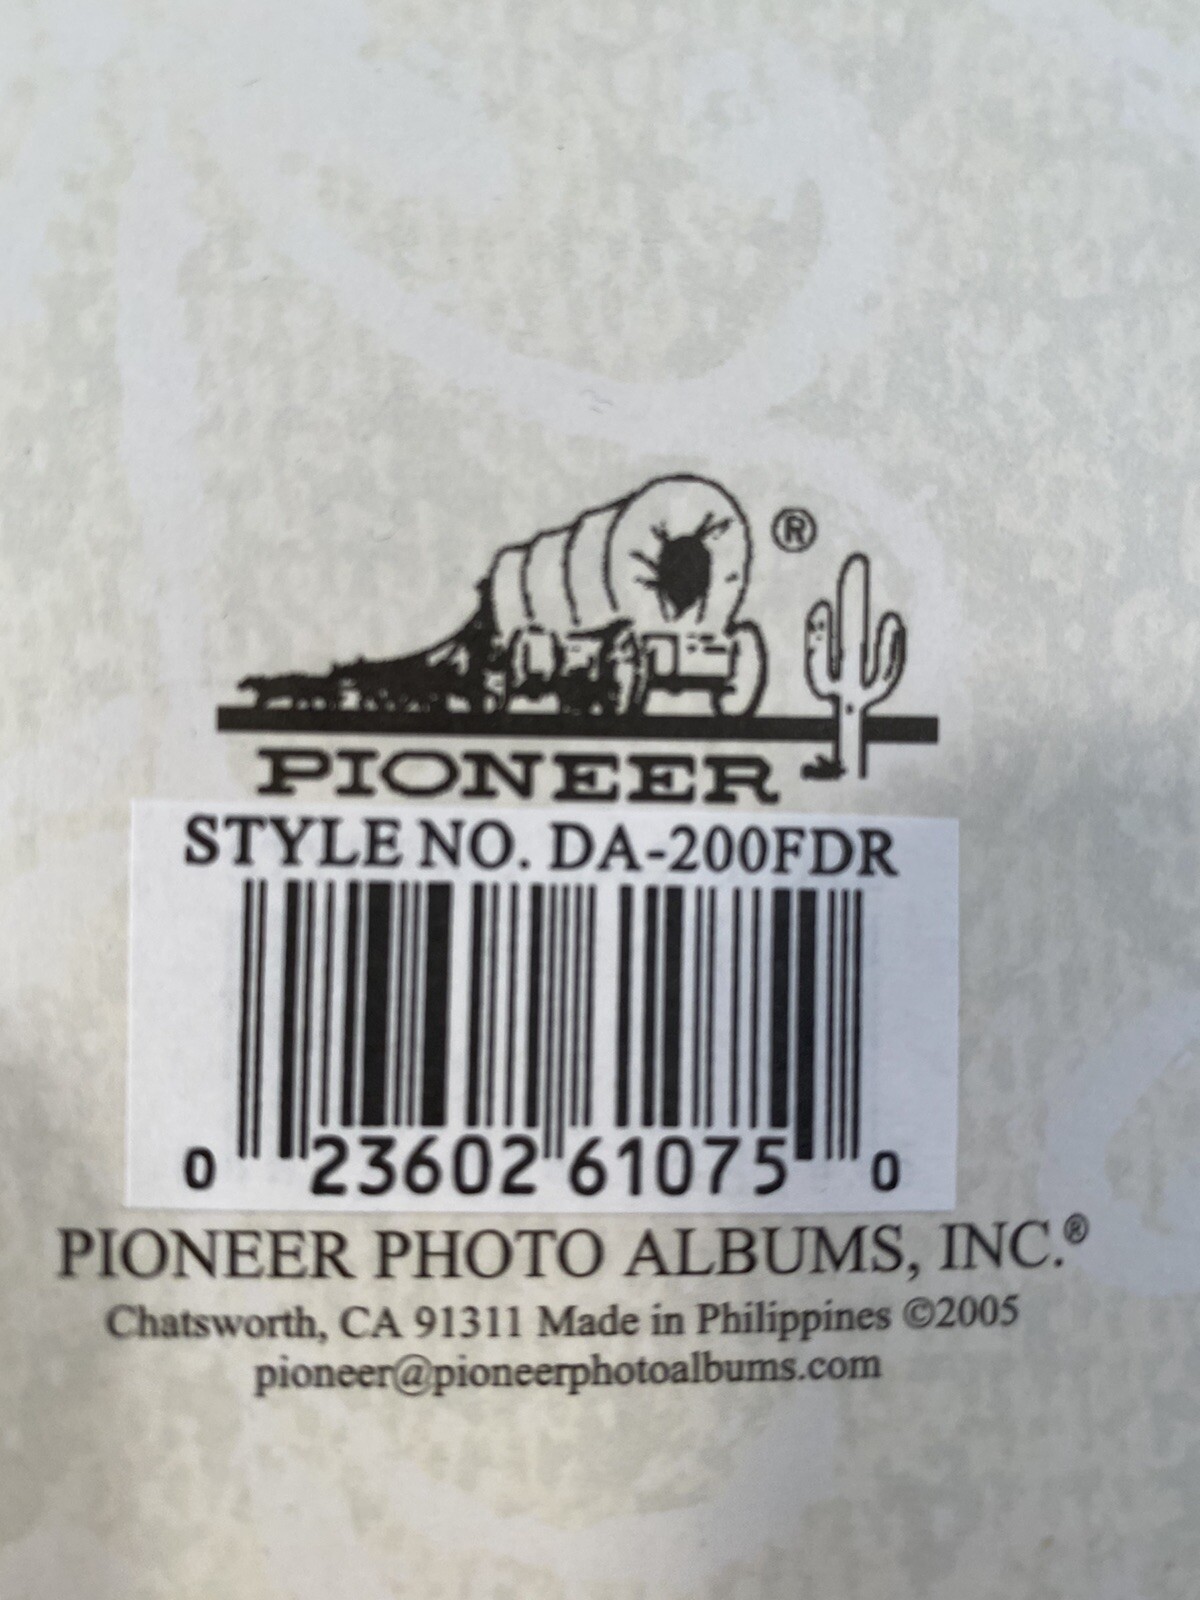 ®
PIONEER
STYLE NO. DA-200FDR
0 23602 61075 0
PIONEER PHOTO ALBUMS, INC.®
Chatsworth, CA 91311 Made in Philippines ©2005
pioneer@pioneerphotoalbums.com